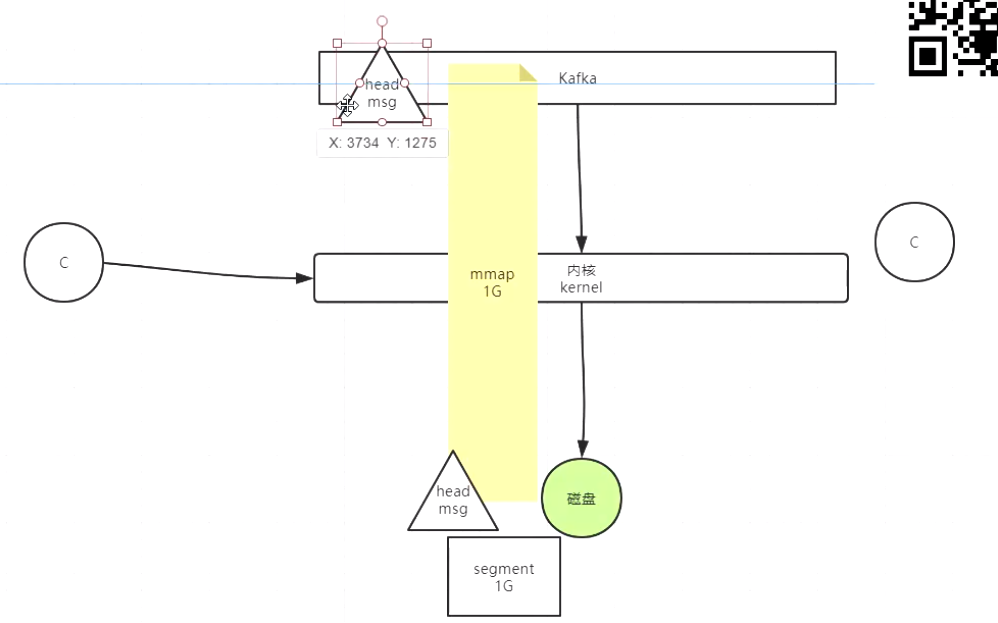 Kafka
head
msg
X: 3734 Y: 1275
C
C
mmap
1G
内核
kernel
head
msg
磁盘
segment
1G